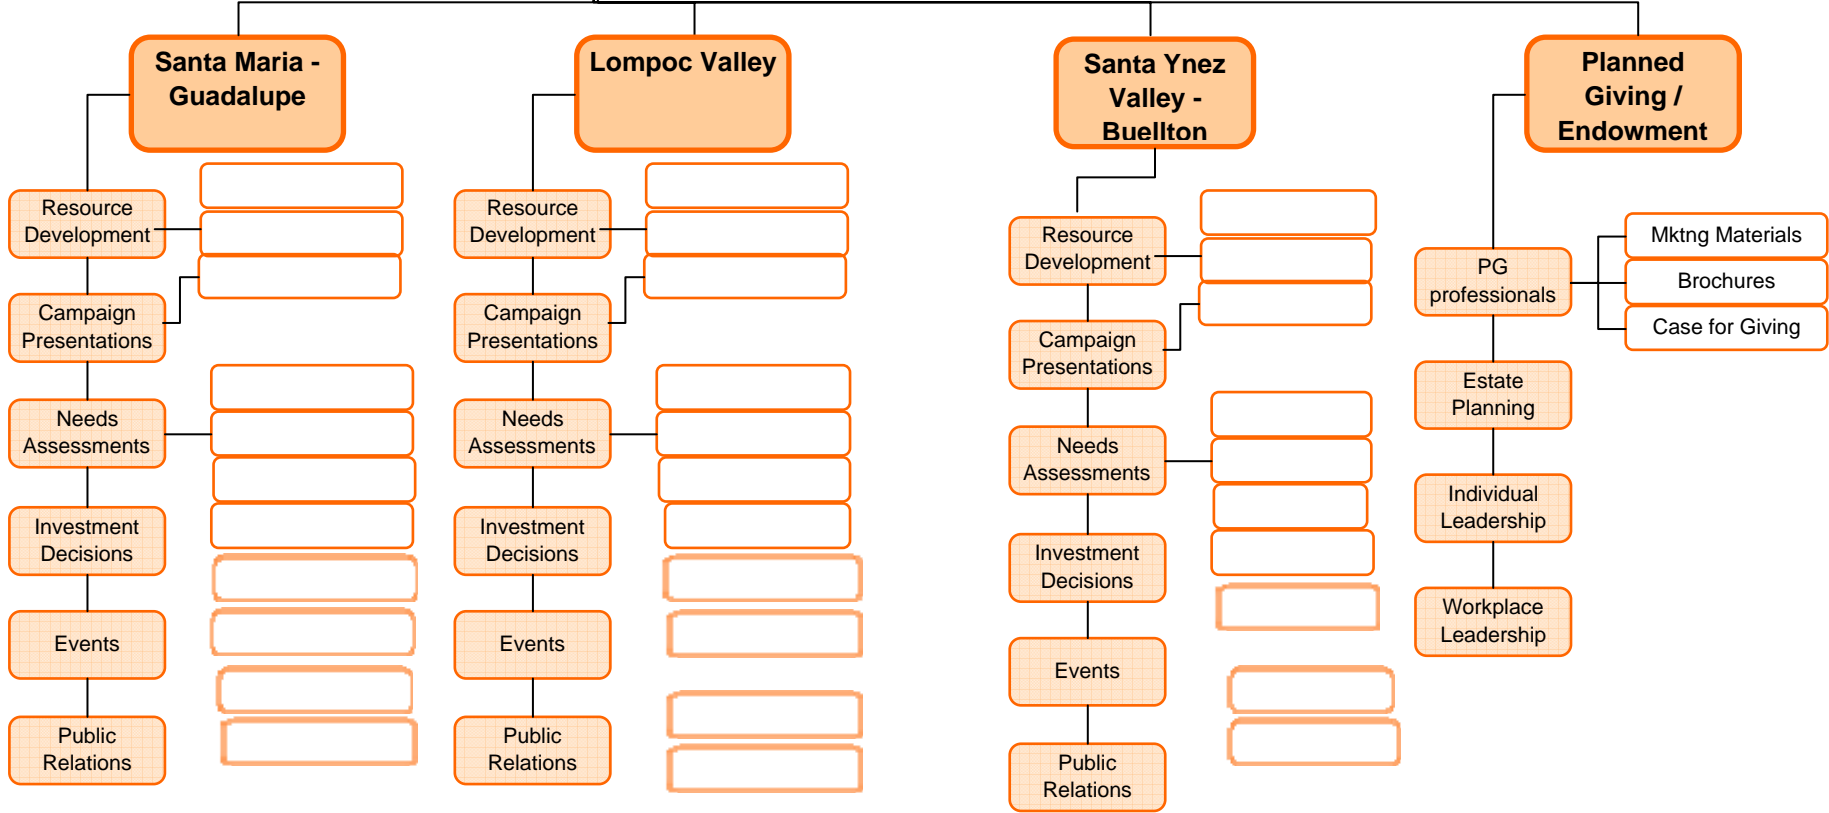 Santa Maria -
Guadalupe
Lompoc Valley
Santa Ynez
Valley -
Buellton
Planned
Giving /
Endowment
Resource
Development
Campaign
Presentations
Needs
Assessments
Investment
Decisions
Events
Public
Relations
Resource
Development
Campaign
Presentations
Needs
Assessments
Investment
Decisions
Events
Public
Relations
Resource
Development
Campaign
Presentations
Needs
Assessments
Investment
Decisions
Events
Public
Relations
PG
professionals
Mktng Materials
Brochures
Case for Giving
Estate
Planning
Individual
Leadership
Workplace
Leadership